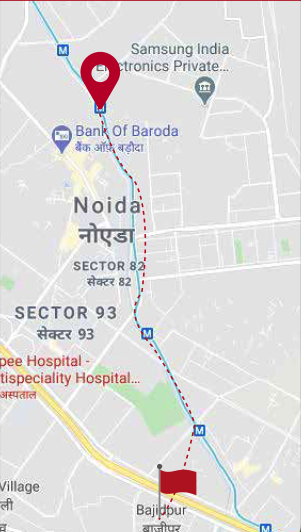 M
Samsung India
Electronics Private...
Bank Of Baroda
बैंक ऑफ़ बड़ौदा
Noida
नोएडा
SECTOR 82
सेक्टर 82
SECTOR 93
सेक्टर 93
M
pee Hospital -
tispeciality Hospital...
अस्पताल
M
Village
ली
Bajidpur
बाजीपुर
M